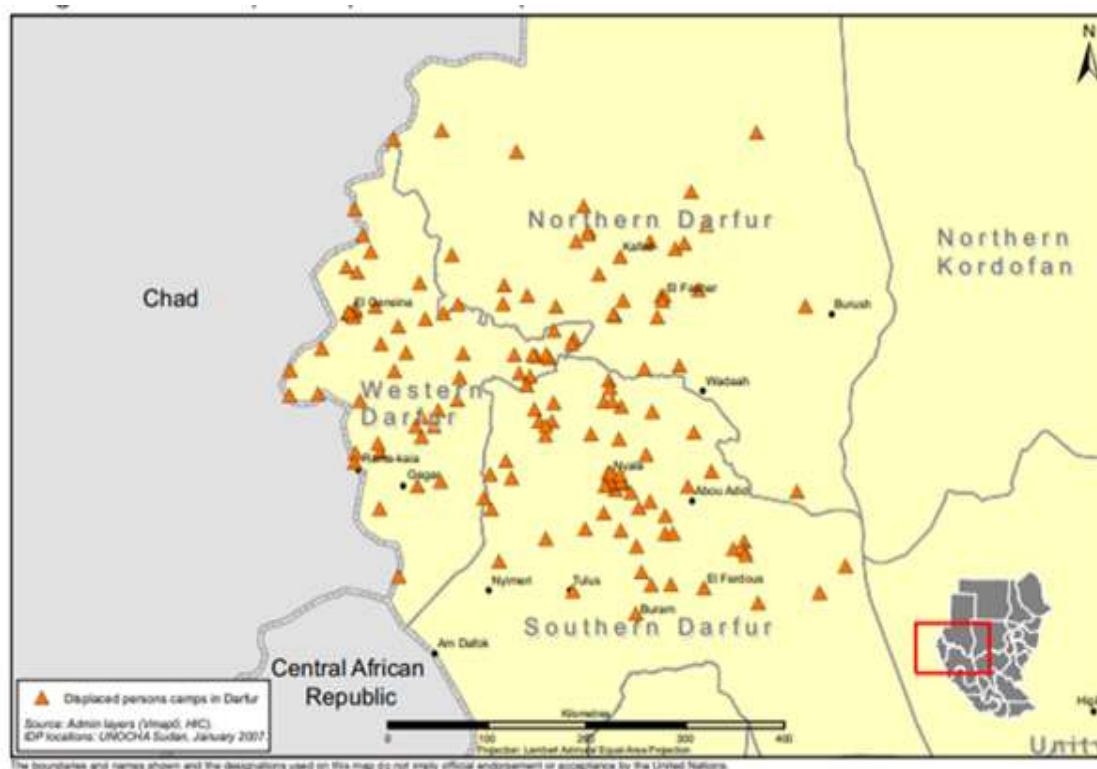 N
Northern Darfur
Kafod
Northern
Kordofan
Chad
El Geneina
El Fasher
Burush
Western
Darfur
Wadaah
Nyala
Gagar
Abou Adid
Nyimeri
Tulus
El Fardous
Buram
Southern Darfur
Am Dafok
Central African
Republic
Displaced persons camps in Darfur
Source: Admin layers (Vmap0, HIC).
IDP locations: UNOCHA Sudan, January 2007.
Kilometres
0 100 200 300 400
Projection: Lambert Azimutal Equal-Area Projection
Unity
The boundaries and names shown and the designations used on this map do not imply official endorsement or acceptance by the United Nations.